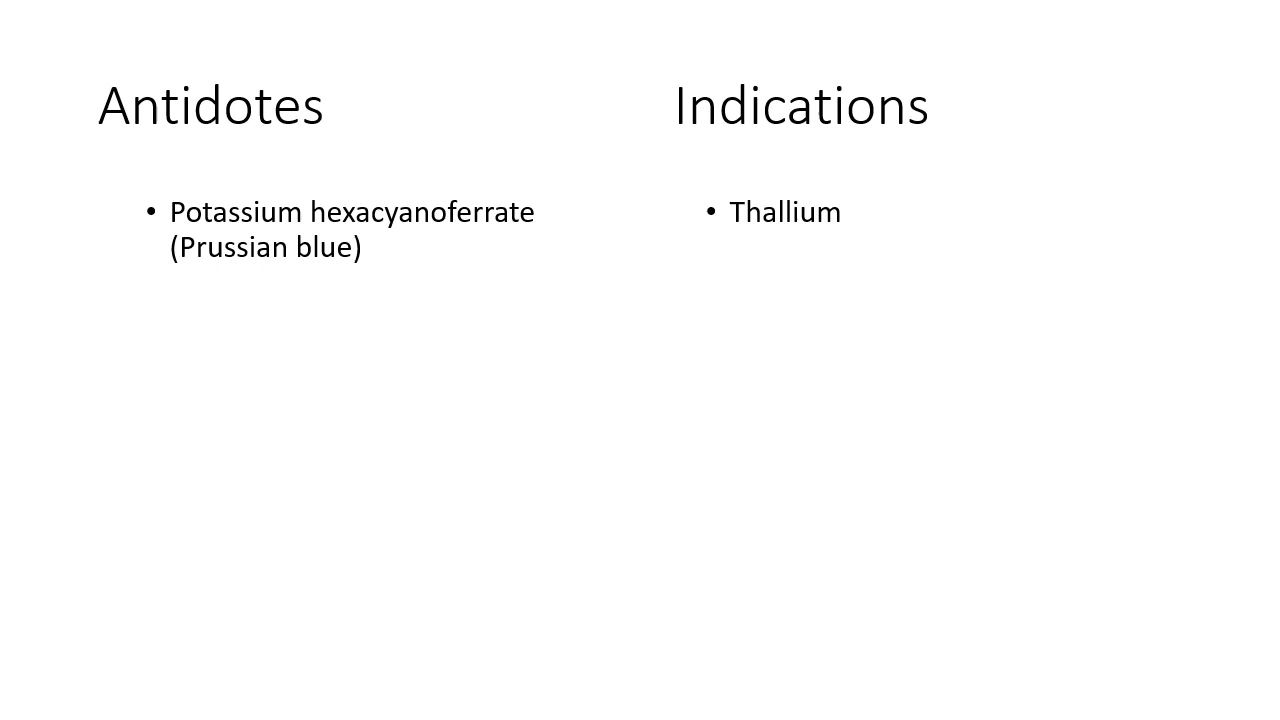 Antidotes
Indications
• Potassium hexacyanoferrate
(Prussian blue)
• Thallium